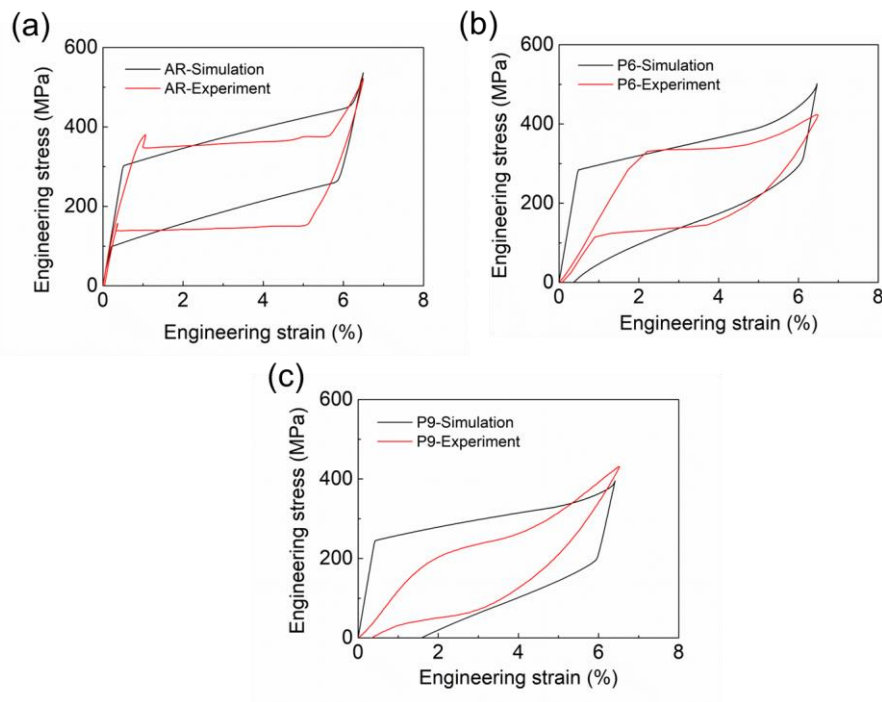 (a)
600
AR-Simulation
AR-Experiment
400
200
0
0 2 4 6 8
Engineering stress (MPa)
Engineering strain (%)
(b)
600
P6-Simulation
P6-Experiment
400
200
0
0 2 4 6 8
Engineering stress (MPa)
Engineering strain (%)
(c)
600
P9-Simulation
P9-Experiment
400
200
0
0 2 4 6 8
Engineering stress (MPa)
Engineering strain (%)